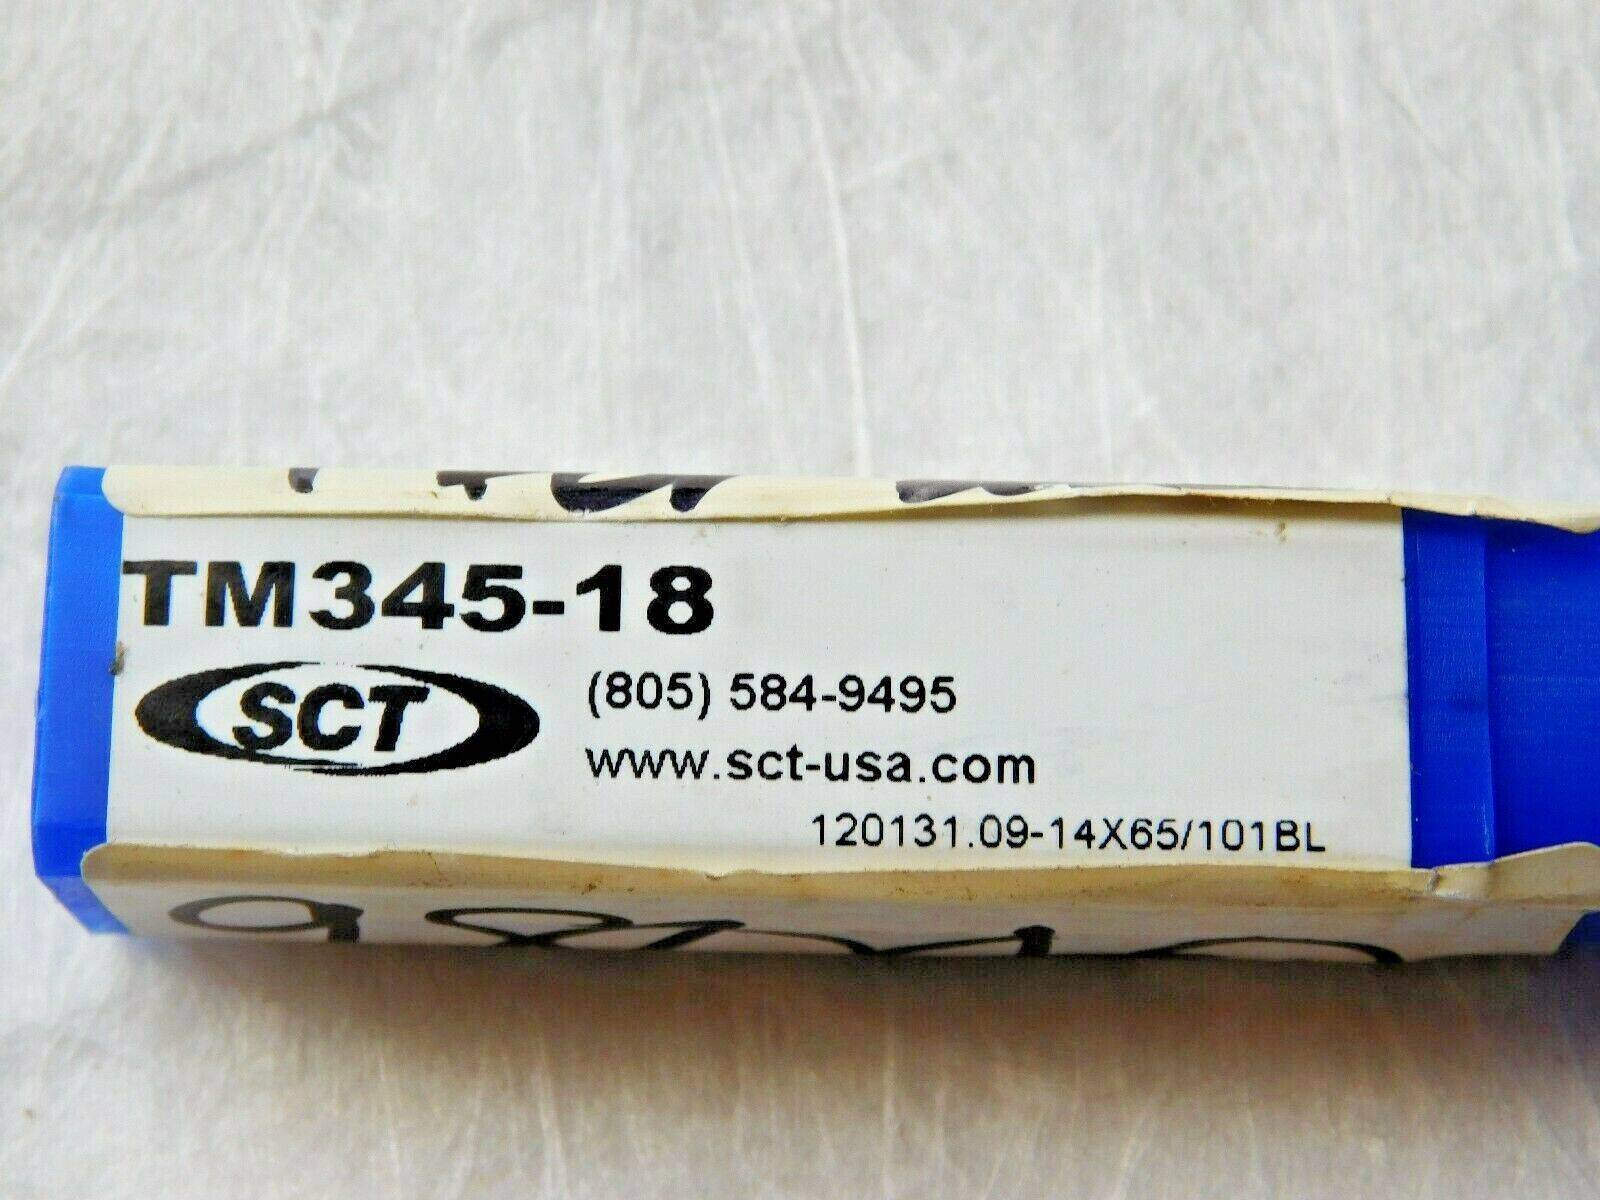 TM345-18
SCT
(805) 584-9495
www.sct-usa.com
120131.09-14X65/101BL